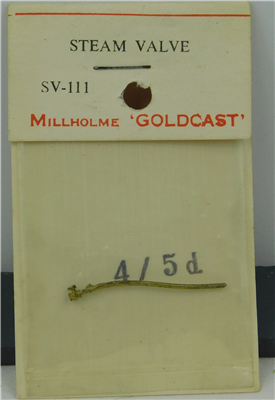 STEAM VALVE
SV-111
MILLHOLME 'GOLDCAST'
4/5d